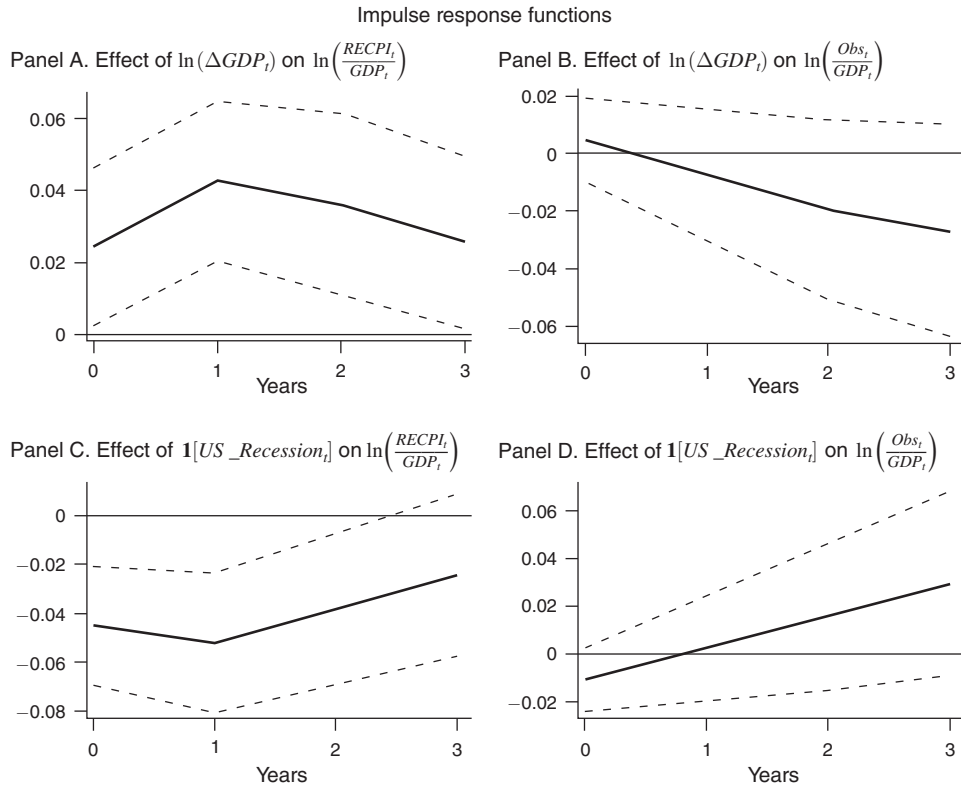 Impulse response functions
Panel A. Effect of ln(ΔGDP_t) on ln(RECPI_t/GDP_t)
0.06
0.04
0.02
0
0 1 2 3
Years
Panel B. Effect of ln(ΔGDP_t) on ln(Obs_t/GDP_t)
0.02
0
−0.02
−0.04
−0.06
0 1 2 3
Years
Panel C. Effect of 1[US_Recession_t] on ln(RECPI_t/GDP_t)
0
−0.02
−0.04
−0.06
−0.08
0 1 2 3
Years
Panel D. Effect of 1[US_Recession_t] on ln(Obs_t/GDP_t)
0.06
0.04
0.02
0
−0.02
0 1 2 3
Years